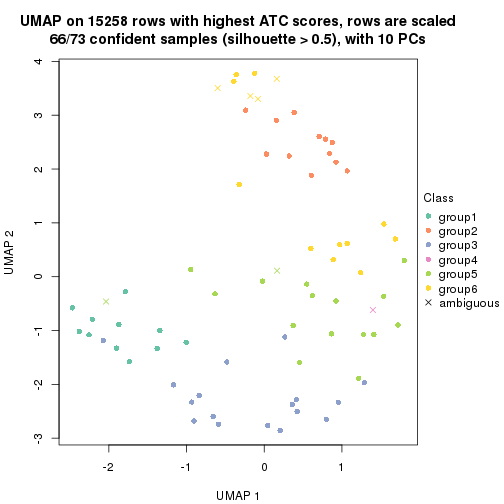 UMAP on 15258 rows with highest ATC scores, rows are scaled
66/73 confident samples (silhouette > 0.5), with 10 PCs
4
3
2
1
0
-1
-2
-3
UMAP 2
-2
-1
0
1
UMAP 1
Class
group1
group2
group3
group4
group5
group6
ambiguous